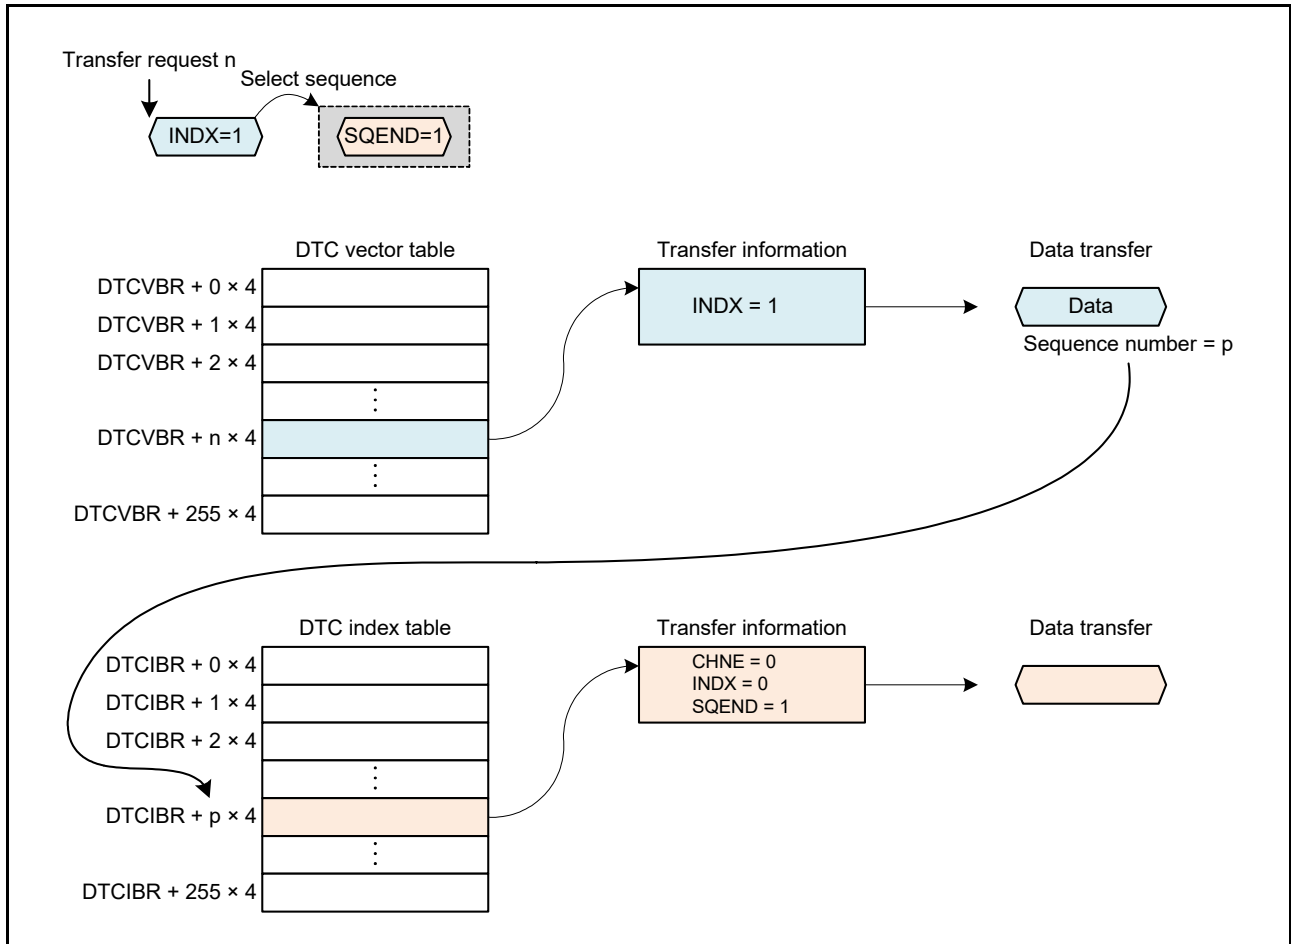 Transfer request n
Select sequence
INDX=1
SQEND=1
DTC vector table
Transfer information
Data transfer
DTCVBR + 0 × 4
DTCVBR + 1 × 4
DTCVBR + 2 × 4
⋮
DTCVBR + n × 4
⋮
DTCVBR + 255 × 4
INDX = 1
Data
Sequence number = p
DTC index table
Transfer information
Data transfer
DTCIBR + 0 × 4
DTCIBR + 1 × 4
DTCIBR + 2 × 4
⋮
DTCIBR + p × 4
⋮
DTCIBR + 255 × 4
CHNE = 0
INDX = 0
SQEND = 1